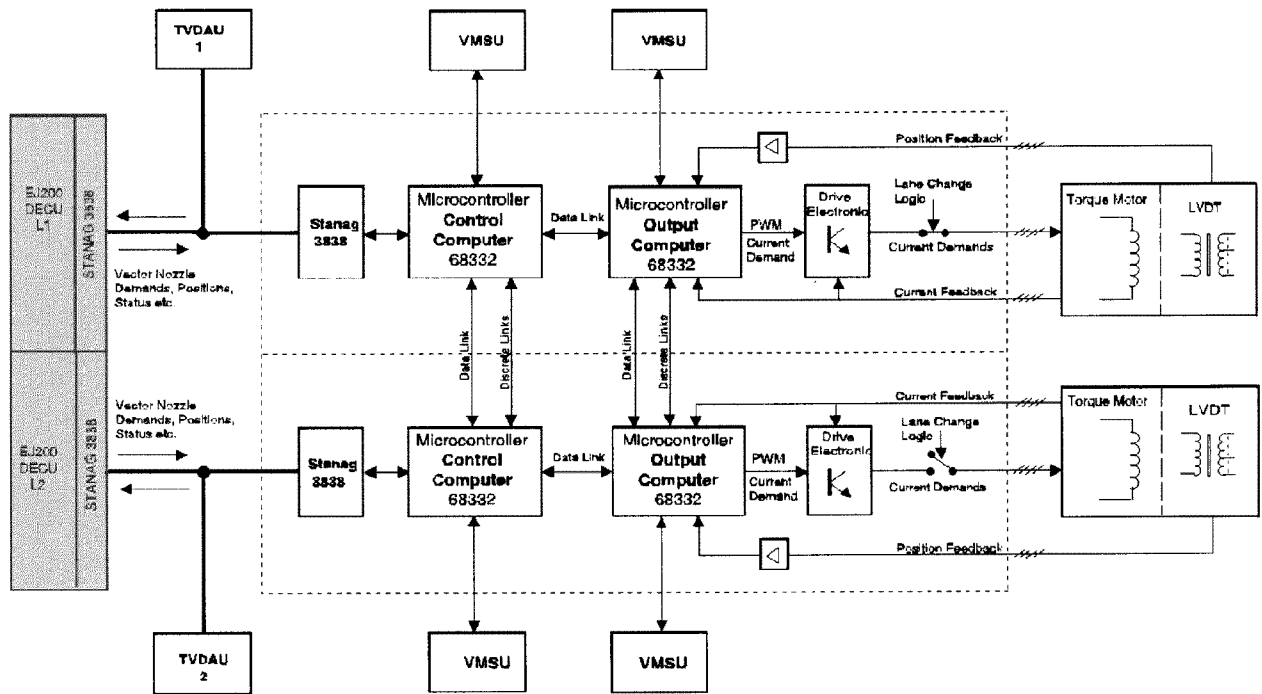 TVDAU
1
VMSU
VMSU
EJ200
DECU
L1
STANAG 3838
Vector Nozzle
Demands, Positions,
Status etc.
Stanag
3838
Microcontroller
Control
Computer
68332
Data Link
Microcontroller
Output
Computer
68332
PWM
Current
Demand
Drive
Electronic
Lane Change
Logic
Current Demands
Position Feedback
Current Feedback
Torque Motor
LVDT
Data Link
Discrete Links
Data Link
Discrete Links
EJ200
DECU
L2
STANAG 3838
Vector Nozzle
Demands, Positions,
Status etc.
Stanag
3838
Microcontroller
Control
Computer
68332
Data Link
Microcontroller
Output
Computer
68332
PWM
Current
Demand
Drive
Electronic
Current Feedback
Lane Change
Logic
Current Demands
Position Feedback
Torque Motor
LVDT
TVDAU
2
VMSU
VMSU